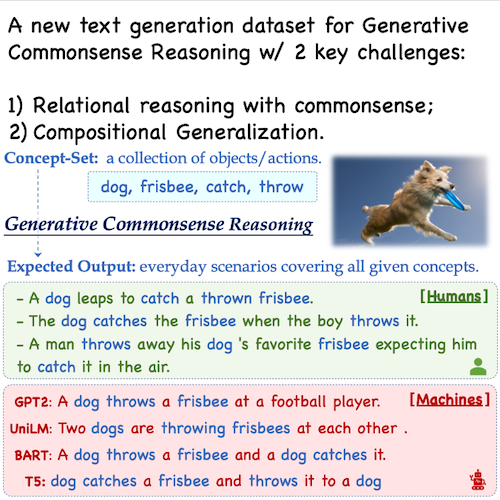 A new text generation dataset for Generative
Commonsense Reasoning w/ 2 key challenges:
1) Relational reasoning with commonsense;
2) Compositional Generalization.
Concept-Set: a collection of objects/actions.
dog, frisbee, catch, throw
Generative Commonsense Reasoning
Expected Output: everyday scenarios covering all given concepts.
- A dog leaps to catch a thrown frisbee. [Humans]
- The dog catches the frisbee when the boy throws it.
- A man throws away his dog 's favorite frisbee expecting him
to catch it in the air.
GPT2: A dog throws a frisbee at a football player. [Machines]
UniLM: Two dogs are throwing frisbees at each other .
BART: A dog throws a frisbee and a dog catches it.
T5: dog catches a frisbee and throws it to a dog